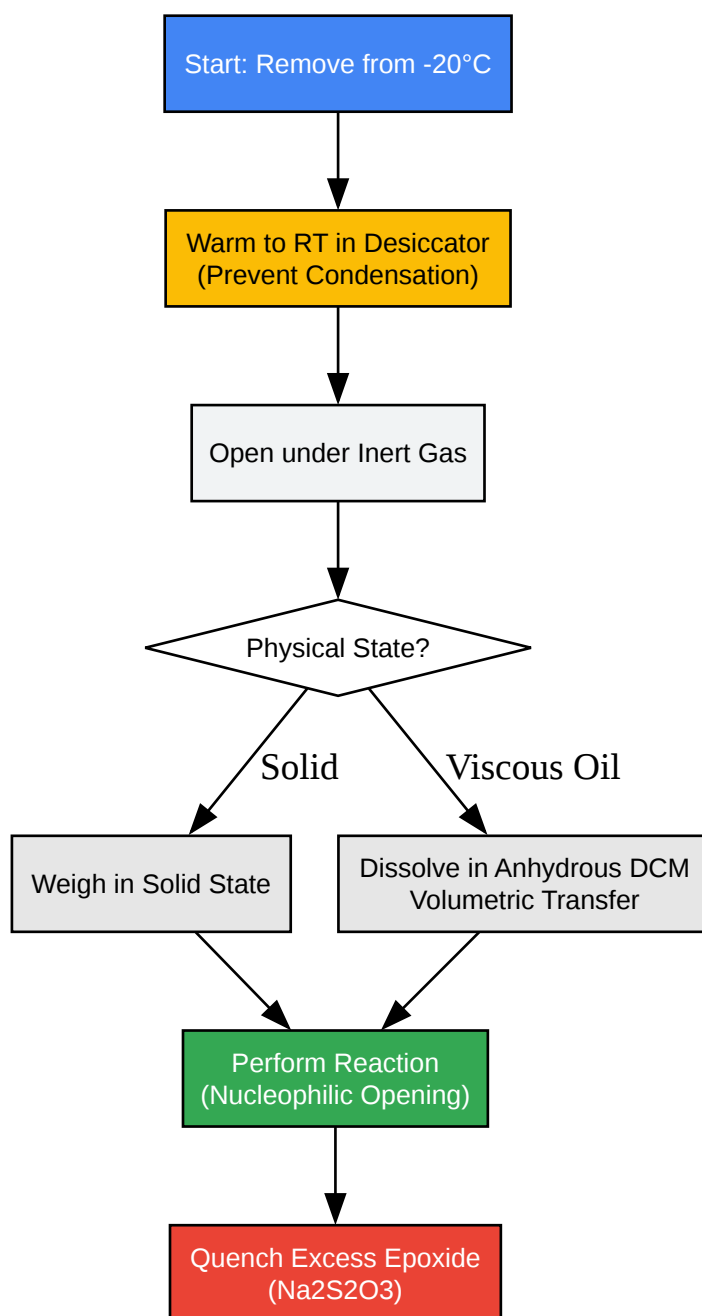 Start: Remove from -20°C
Warm to RT in Desiccator
(Prevent Condensation)
Open under Inert Gas
Physical State?
Solid
Viscous Oil
Weigh in Solid State
Dissolve in Anhydrous DCM
Volumetric Transfer
Perform Reaction
(Nucleophilic Opening)
Quench Excess Epoxide
(Na2S2O3)